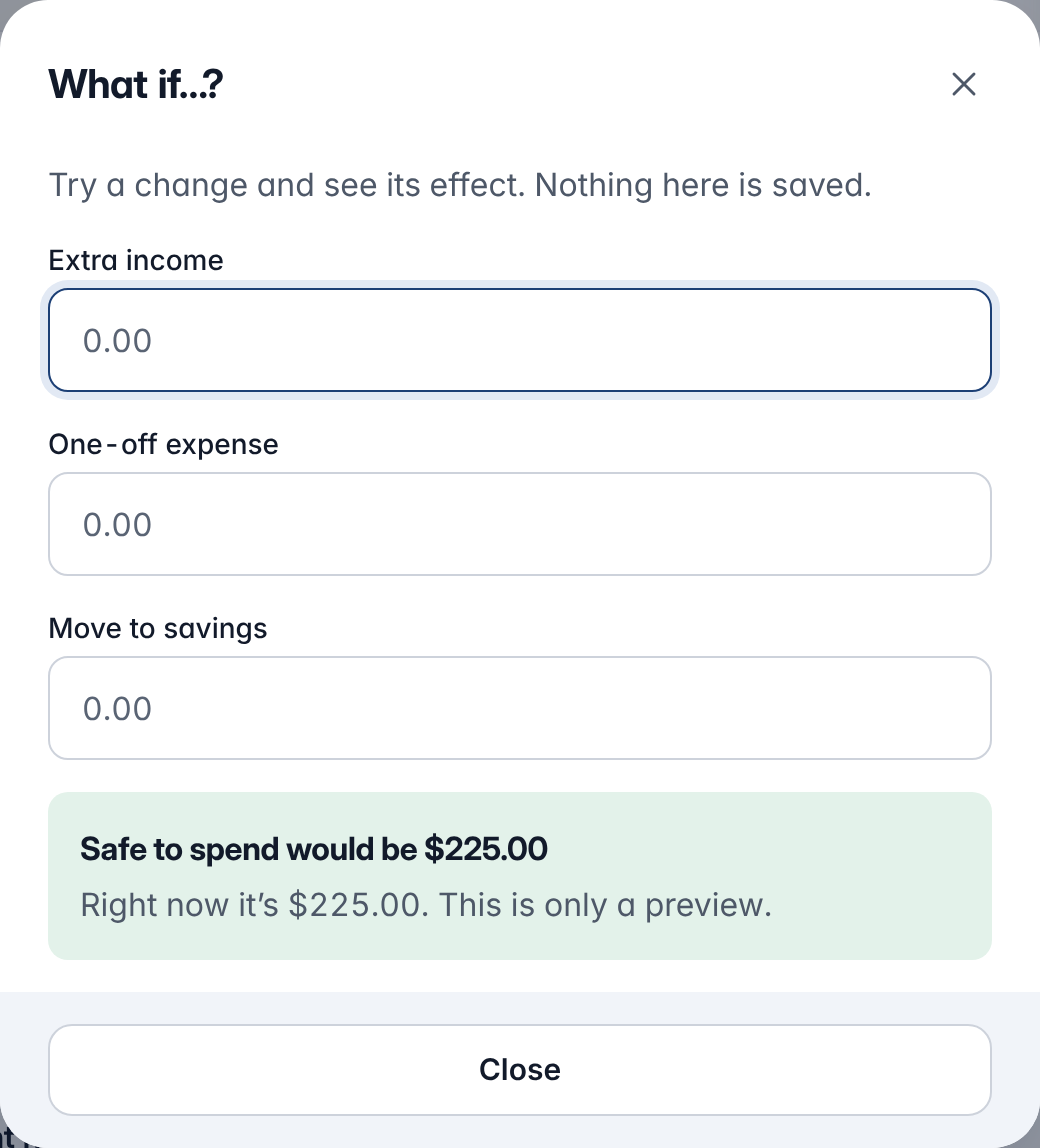 What if...?
Try a change and see its effect. Nothing here is saved.
Extra income
0.00
One-off expense
0.00
Move to savings
0.00
Safe to spend would be $225.00
Right now it’s $225.00. This is only a preview.
Close